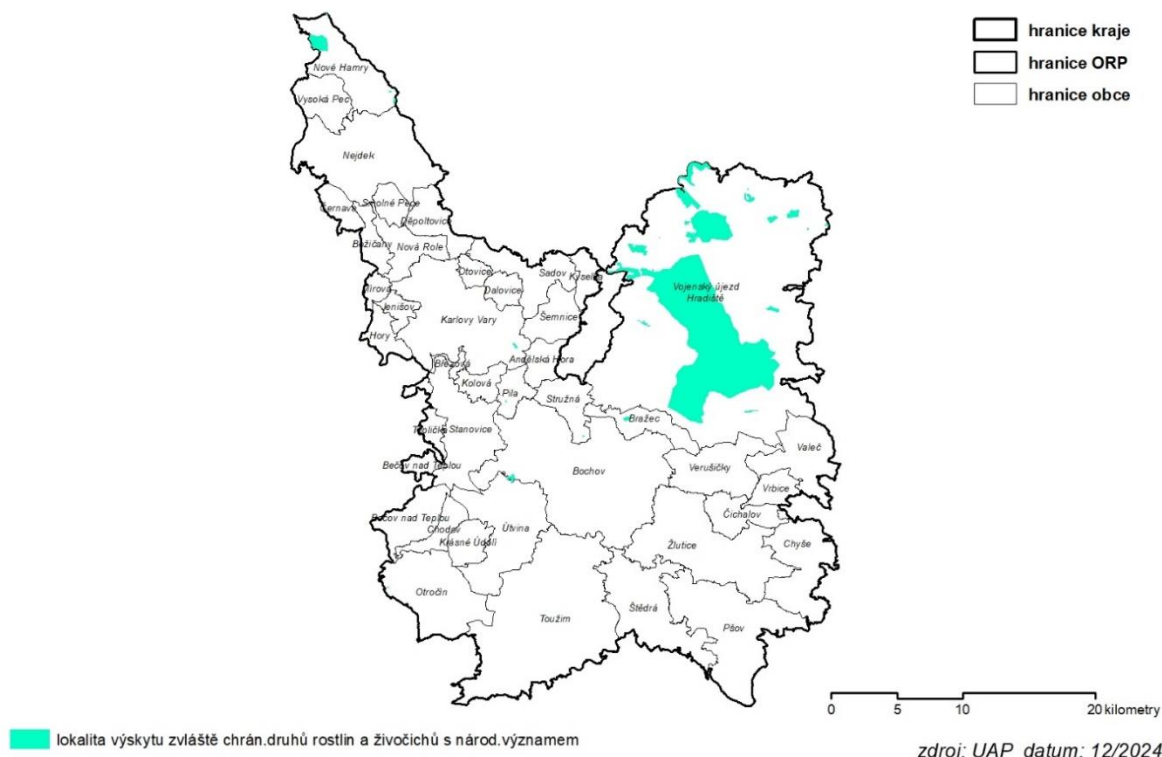 hranice kraje
hranice ORP
hranice obce
Nové Hamry
Vysoká Pec
Nejdek
Smolné Pece
Černava
Děpoltovice
Božičany
Nová Role
Otovice
Sadov
Kyselka
Dalovice
Mírová
Jenišov
Karlovy Vary
Šemnice
Hory
Vojenský újezd
Hradiště
Andělská Hora
Březová
Kolová
Pila
Stružná
Bražec
Teplička
Stanovice
Valeč
Bečov nad Teplou
Bochov
Verušičky
Vrbice
Čichalov
Bečov nad Teplou
Chodov
Útvina
Krásné Údolí
Žlutice
Chyše
Otročín
Toužim
Štědrá
Pšov
0 5 10 20 kilometry
lokalita výskytu zvláště chrán.druhů rostlin a živočichů s národ.významem
zdroj: UAP datum: 12/2024